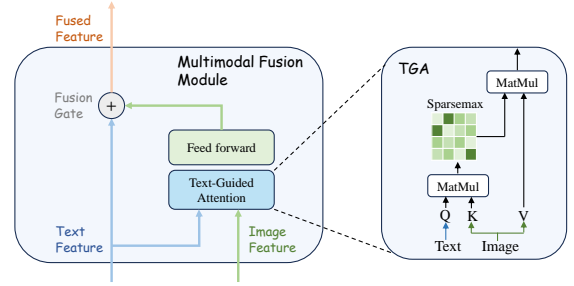 Fused
Feature
Multimodal Fusion
Module
Fusion
Gate
+
Feed forward
Text-Guided
Attention
Text
Feature
Image
Feature
TGA
MatMul
Sparsemax
MatMul
Q
K
V
Text
Image